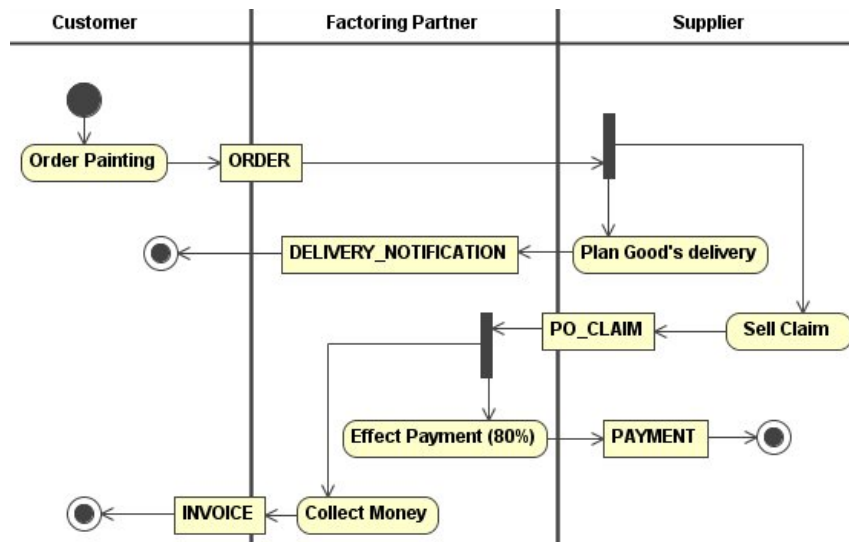 Customer
Factoring Partner
Supplier
Order Painting
ORDER
DELIVERY_NOTIFICATION
Plan Good's delivery
PO_CLAIM
Sell Claim
Effect Payment (80%)
PAYMENT
INVOICE
Collect Money